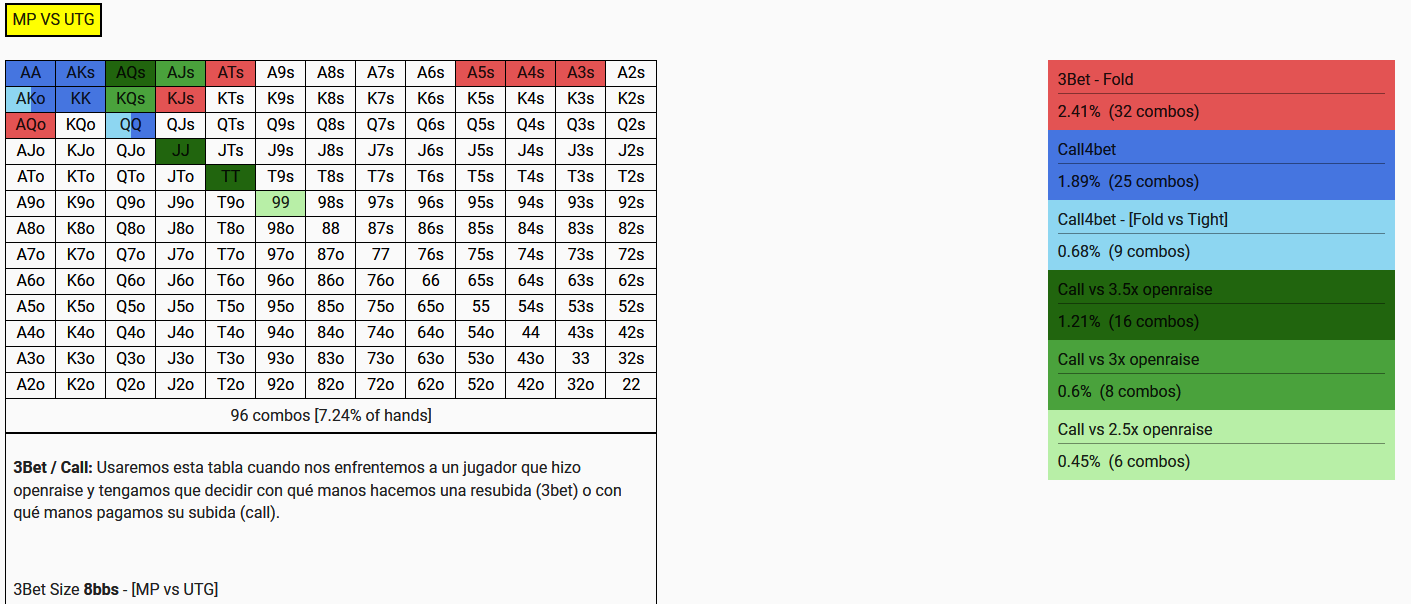 MP VS UTG
AA AKs AQs AJs ATs A9s A8s A7s A6s A5s A4s A3s A2s
AKo KK KQs KJs KTs K9s K8s K7s K6s K5s K4s K3s K2s
AQo KQo QQ QJs QTs Q9s Q8s Q7s Q6s Q5s Q4s Q3s Q2s
AJo KJo QJo JJ JTs J9s J8s J7s J6s J5s J4s J3s J2s
ATo KTo QTo JTo TT T9s T8s T7s T6s T5s T4s T3s T2s
A9o K9o Q9o J9o T9o 99 98s 97s 96s 95s 94s 93s 92s
A8o K8o Q8o J8o T8o 98o 88 87s 86s 85s 84s 83s 82s
A7o K7o Q7o J7o T7o 97o 87o 77 76s 75s 74s 73s 72s
A6o K6o Q6o J6o T6o 96o 86o 76o 66 65s 64s 63s 62s
A5o K5o Q5o J5o T5o 95o 85o 75o 65o 55 54s 53s 52s
A4o K4o Q4o J4o T4o 94o 84o 74o 64o 54o 44 43s 42s
A3o K3o Q3o J3o T3o 93o 83o 73o 63o 53o 43o 33 32s
A2o K2o Q2o J2o T2o 92o 82o 72o 62o 52o 42o 32o 22
96 combos [7.24% of hands]
3Bet / Call: Usaremos esta tabla cuando nos enfrentemos a un jugador que hizo
openraise y tengamos que decidir con qué manos hacemos una resubida (3bet) o con
qué manos pagamos su subida (call).
3Bet Size 8bbs - [MP vs UTG]
3Bet - Fold
2.41% (32 combos)
Call4bet
1.89% (25 combos)
Call4bet - [Fold vs Tight]
0.68% (9 combos)
Call vs 3.5x openraise
1.21% (16 combos)
Call vs 3x openraise
0.6% (8 combos)
Call vs 2.5x openraise
0.45% (6 combos)